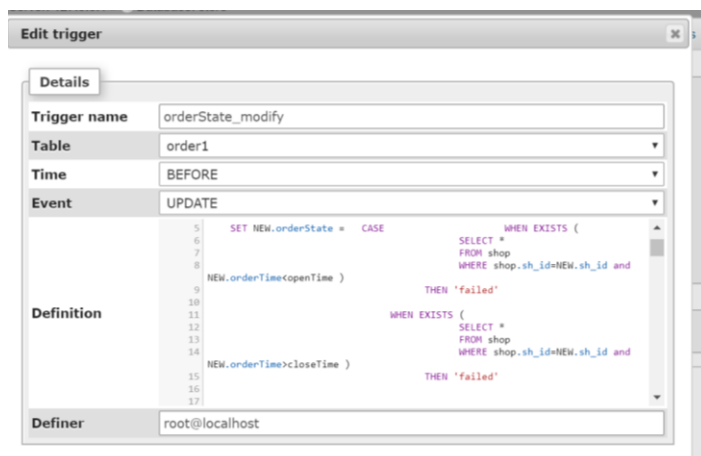 Edit trigger
Details
Trigger name orderState_modify
Table order1
Time BEFORE
Event UPDATE
Definition
5 SET NEW.orderState = CASE WHEN EXISTS (
6 SELECT *
7 FROM shop
8 WHERE shop.sh_id=NEW.sh_id and
NEW.orderTime<openTime )
9 THEN 'failed'
10
11 WHEN EXISTS (
12 SELECT *
13 FROM shop
14 WHERE shop.sh_id=NEW.sh_id and
NEW.orderTime>closeTime )
15 THEN 'failed'
16
17
Definer root@localhost